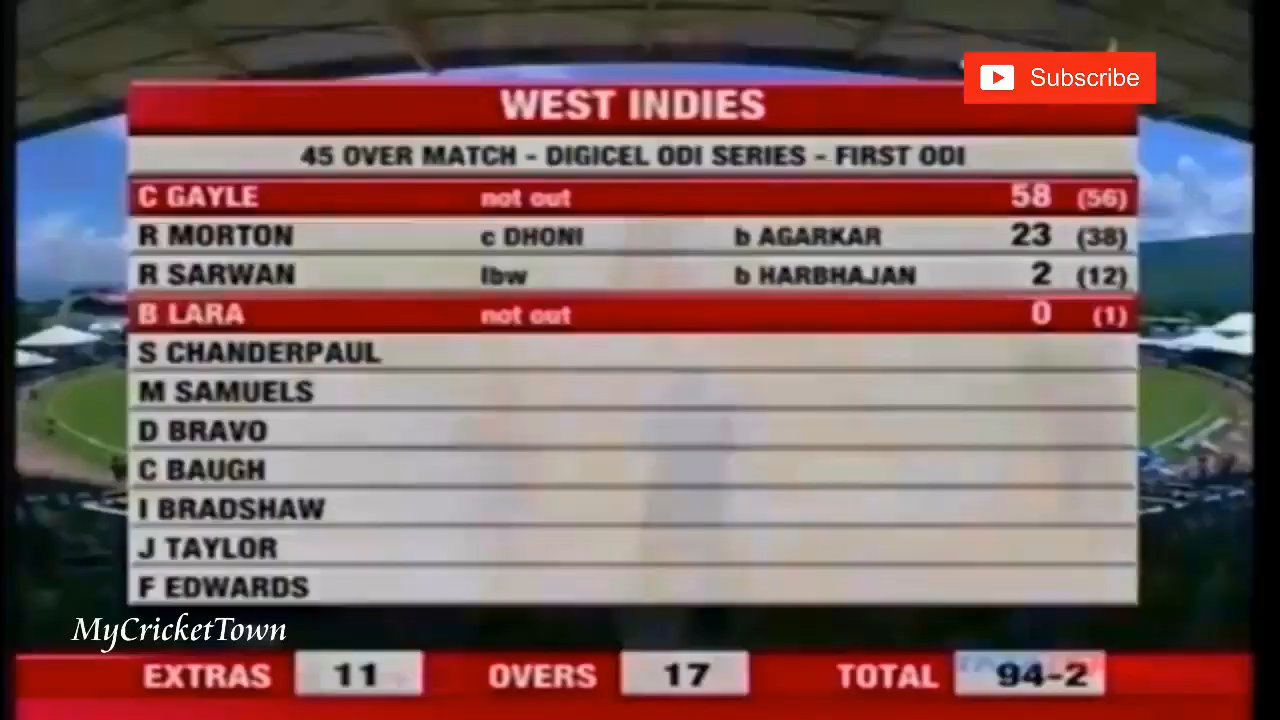 Subscribe
WEST INDIES
45 OVER MATCH - DIGICEL ODI SERIES - FIRST ODI
C GAYLE not out 58 (56)
R MORTON c DHONI b AGARKAR 23 (38)
R SARWAN lbw b HARBHAJAN 2 (12)
B LARA not out 0 (1)
S CHANDERPAUL
M SAMUELS
D BRAVO
C BAUGH
I BRADSHAW
J TAYLOR
F EDWARDS
MyCricketTown
EXTRAS 11 OVERS 17 TOTAL 94-2